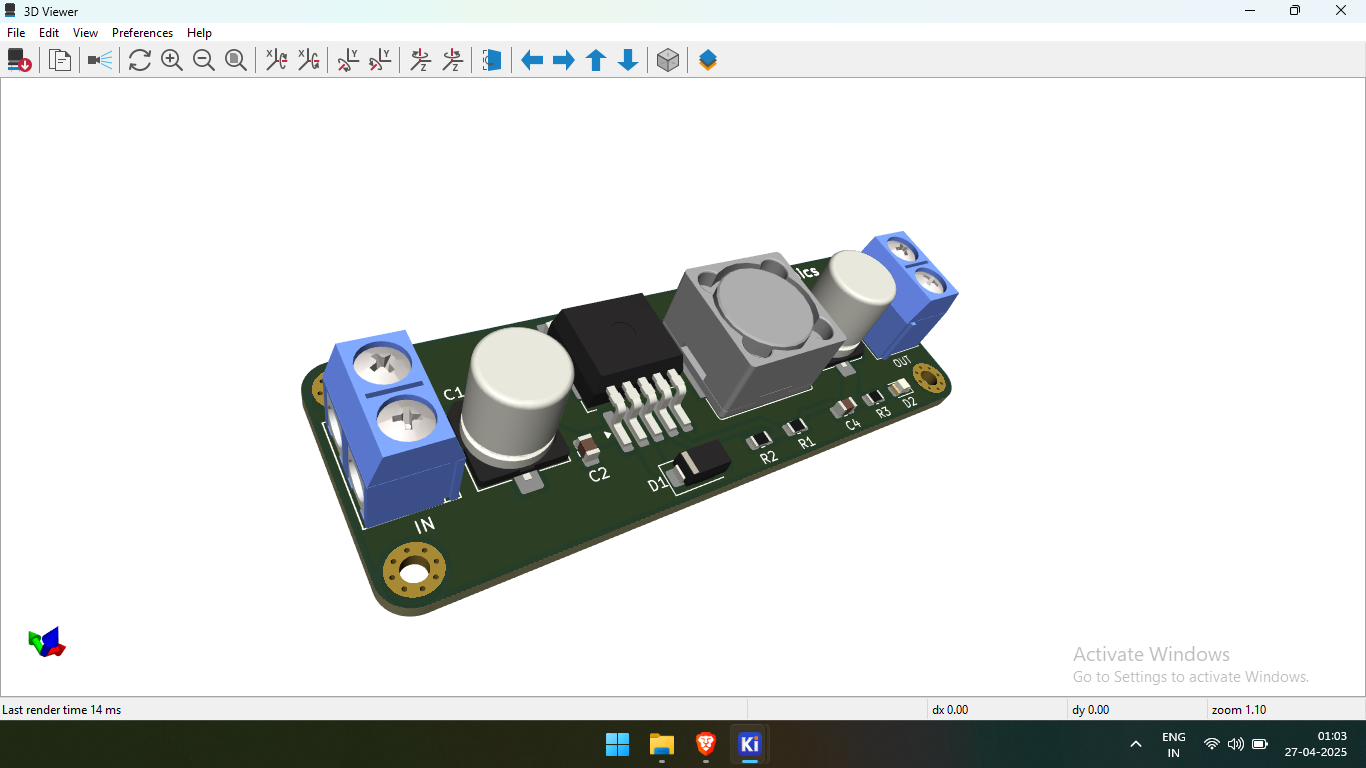 3D Viewer
File Edit View Preferences Help
X X Y Y Z Z
ics
C1
OUT
D2
R3
C4
R1
R2
C2
D1
IN
Activate Windows
Go to Settings to activate Windows.
Last render time 14 ms dx 0.00 dy 0.00 zoom 1.10
Ki
ENG
IN
01:03
27-04-2025